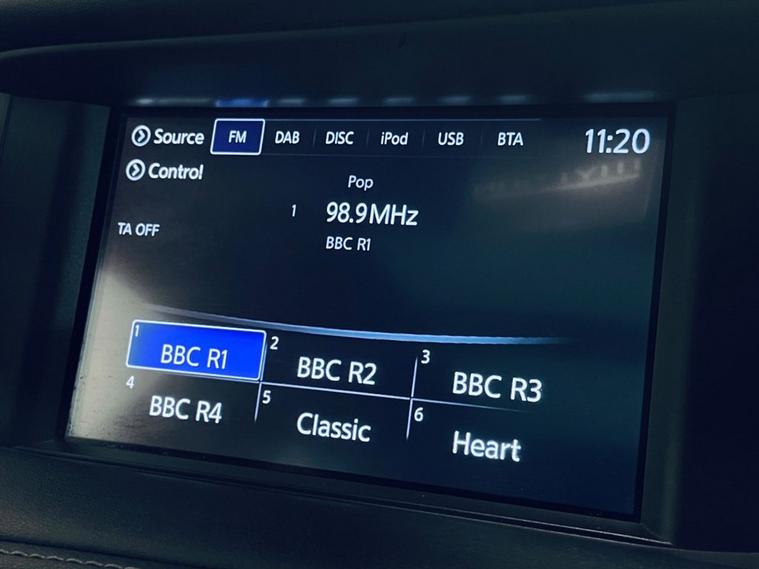 Source FM DAB DISC iPod USB BTA 11:20
Control
Pop
1 98.9MHz
TA OFF
BBC R1
1 BBC R1
2 BBC R2
3 BBC R3
4 BBC R4
5 Classic
6 Heart